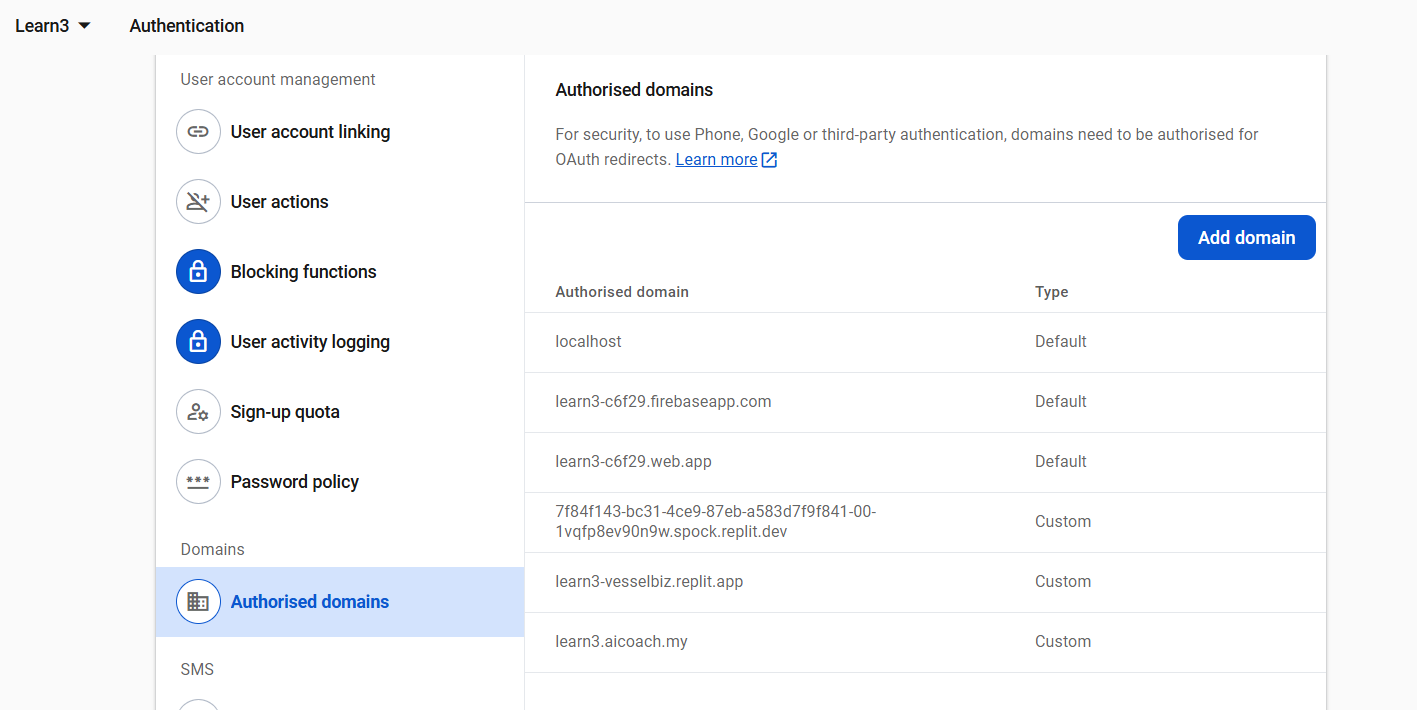 Learn3
Authentication
User account management
User account linking
User actions
Blocking functions
User activity logging
Sign-up quota
Password policy
Domains
Authorised domains
SMS
Authorised domains
For security, to use Phone, Google or third-party authentication, domains need to be authorised for
OAuth redirects. Learn more
Add domain
Authorised domain Type
localhost Default
learn3-c6f29.firebaseapp.com Default
learn3-c6f29.web.app Default
7f84f143-bc31-4ce9-87eb-a583d7f9f841-00-
1vqfp8ev90n9w.spock.replit.dev Custom
learn3-vesselbiz.replit.app Custom
learn3.aicoach.my Custom